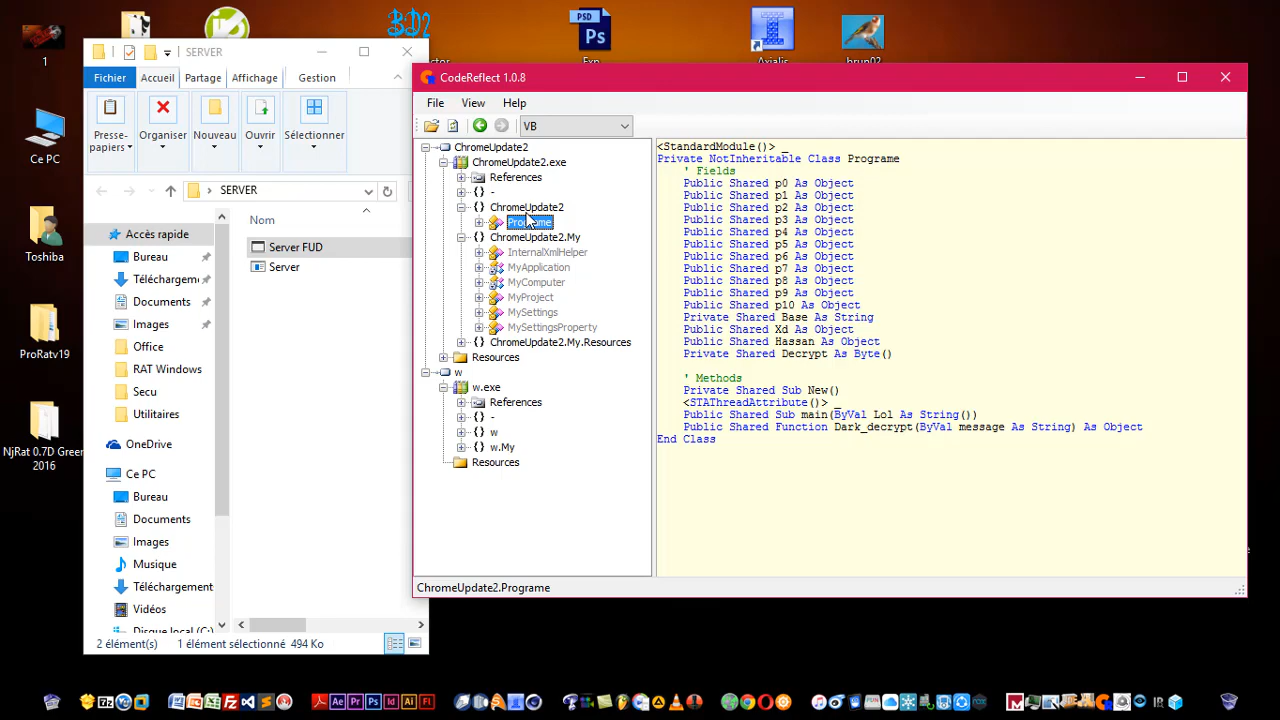 1
BD2
PSD
Ps
Exp
Axialis
brun02
SERVER
Fichier
Accueil
Partage
Affichage
Gestion
Presse-
papiers
Organiser
Nouveau
Ouvrir
Sélectionner
SERVER
Nom
Accès rapide
Bureau
Téléchargem
Documents
Images
Office
RAT Windows
Secu
Utilitaires
OneDrive
Ce PC
Bureau
Documents
Images
Musique
Téléchargement
Vidéos
Disque local (C:)
Server FUD
Server
2 élément(s)
1 élément sélectionné 494 Ko
Ce PC
Toshiba
ProRatv19
NjRat 0.7D Green
2016
CodeReflect 1.0.8
File
View
Help
VB
ChromeUpdate2
ChromeUpdate2.exe
References
{} -
{} ChromeUpdate2
Programe
{} ChromeUpdate2.My
InternalXmlHelper
MyApplication
MyComputer
MyProject
MySettings
MySettingsProperty
{} ChromeUpdate2.My.Resources
Resources
w
w.exe
References
{} -
{} w
{} w.My
Resources
<StandardModule()> _
Private NotInheritable Class Programe
' Fields
Public Shared p0 As Object
Public Shared p1 As Object
Public Shared p2 As Object
Public Shared p3 As Object
Public Shared p4 As Object
Public Shared p5 As Object
Public Shared p6 As Object
Public Shared p7 As Object
Public Shared p8 As Object
Public Shared p9 As Object
Public Shared p10 As Object
Private Shared Base As String
Public Shared Xd As Object
Public Shared Hassan As Object
Private Shared Decrypt As Byte()
' Methods
Private Shared Sub New()
<STAThreadAttribute()> _
Public Shared Sub main(ByVal Lol As String())
Public Shared Function Dark_decrypt(ByVal message As String) As Object
End Class
ChromeUpdate2.Programe